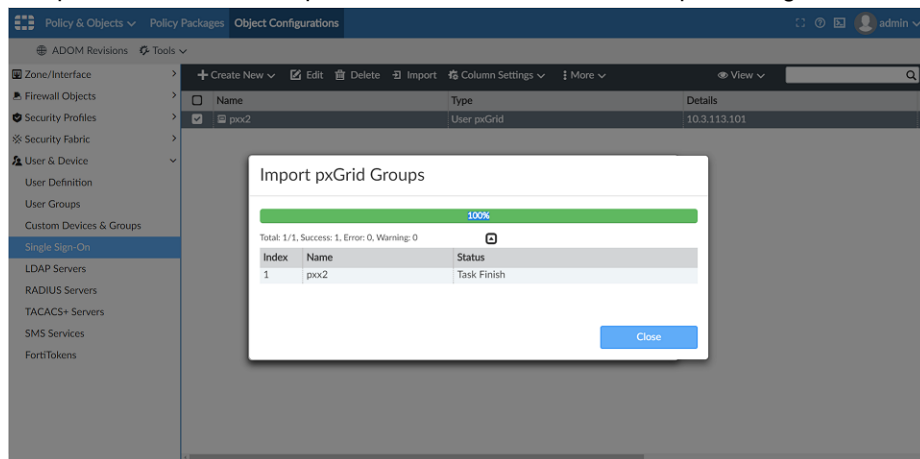 Policy & Objects Policy Packages Object Configurations admin
ADOM Revisions Tools
Zone/Interface
Create New Edit Delete Import Column Settings More View
Firewall Objects
Name Type Details
Security Profiles
pxx2 User pxGrid 10.3.113.101
Security Fabric
User & Device
User Definition
User Groups
Custom Devices & Groups
Single Sign-On
LDAP Servers
RADIUS Servers
TACACS+ Servers
SMS Services
FortiTokens
Import pxGrid Groups
100%
Total: 1/1, Success: 1, Error: 0, Warning: 0
Index Name Status
1 pxx2 Task Finish
Close